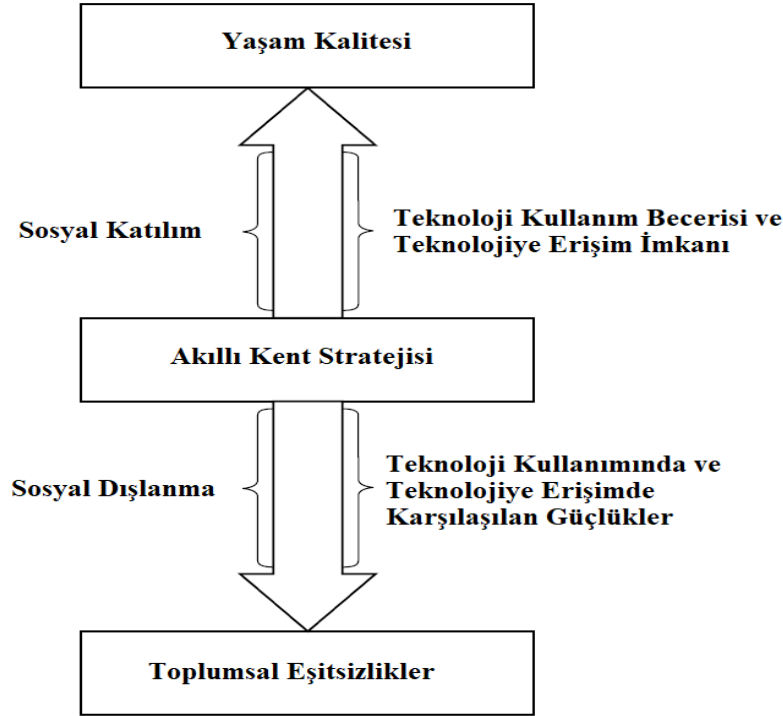 Yaşam Kalitesi
Sosyal Katılım
Teknoloji Kullanım Becerisi ve
Teknolojiye Erişim İmkanı
Akıllı Kent Stratejisi
Sosyal Dışlanma
Teknoloji Kullanımında ve
Teknolojiye Erişimde
Karşılaşılan Güçlükler
Toplumsal Eşitsizlikler